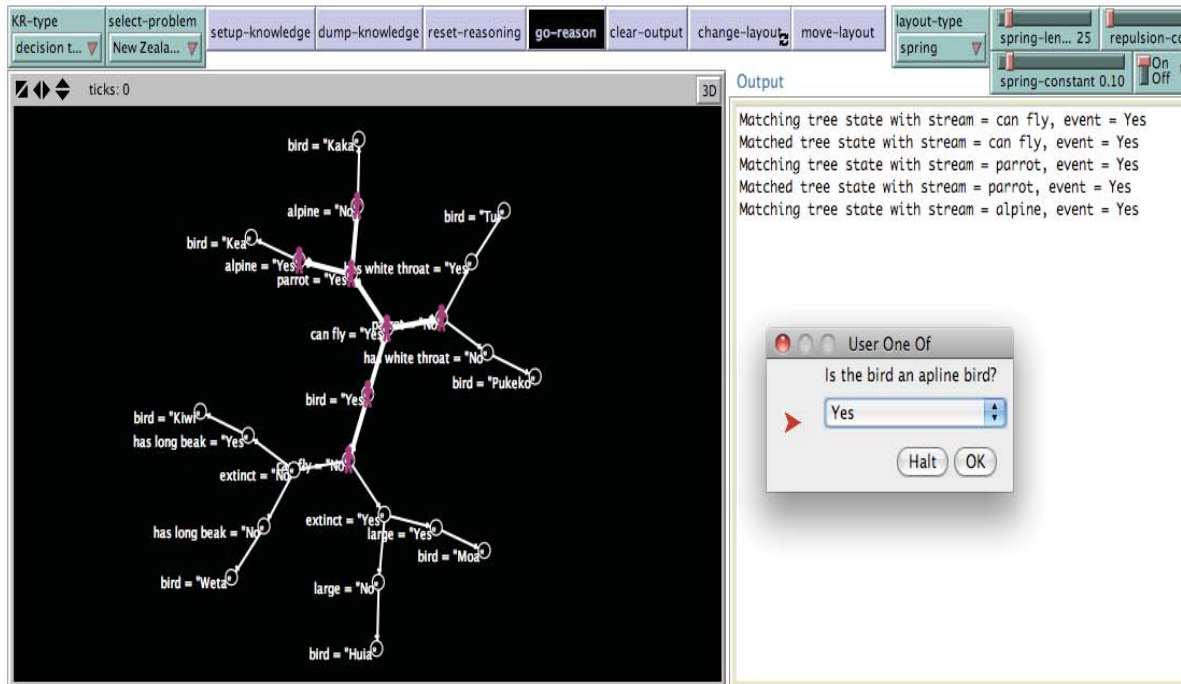 KR-type
decision t...
select-problem
New Zeala...
setup-knowledge
dump-knowledge
reset-reasoning
go-reason
clear-output
change-layout
move-layout
layout-type
spring
spring-len... 25
repulsion-co
spring-constant 0.10
On
Off
ticks: 0
3D
Output
Matching tree state with stream = can fly, event = Yes
Matched tree state with stream = can fly, event = Yes
Matching tree state with stream = parrot, event = Yes
Matched tree state with stream = parrot, event = Yes
Matching tree state with stream = alpine, event = Yes
bird = "Kaka"
alpine = "No"
bird = "Tui"
bird = "Kea"
alpine = "Yes"
has white throat = "Yes"
parrot = "Yes"
can fly = "Yes"
parrot = "No"
has white throat = "No"
bird = "Pukeko"
bird = "Yes"
bird = "Kiwi"
has long beak = "Yes"
can fly = "No"
extinct = "No"
extinct = "Yes"
large = "Yes"
has long beak = "No"
bird = "Moa"
bird = "Weta"
large = "No"
bird = "Huia"
User One Of
Is the bird an apline bird?
Yes
Halt
OK